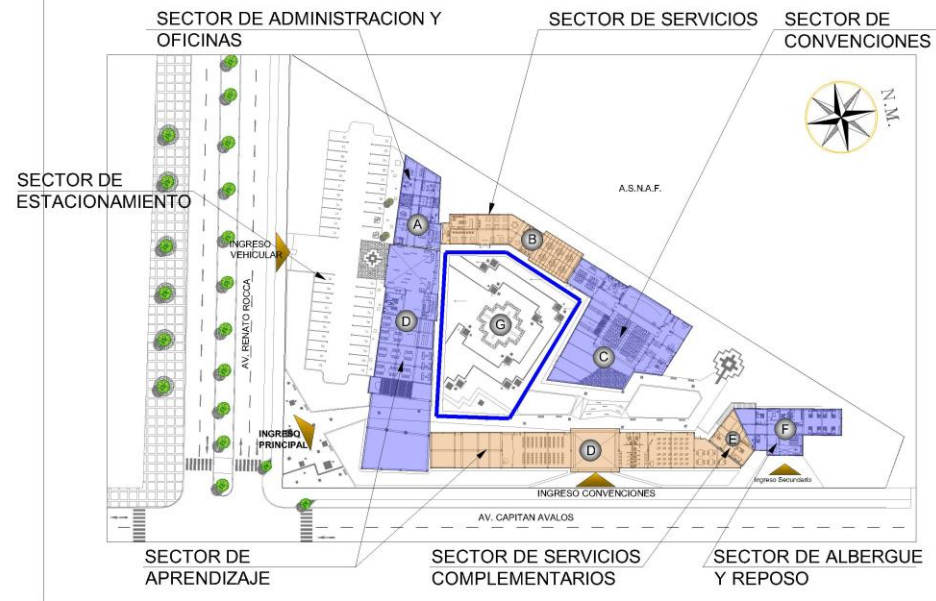 SECTOR DE ADMINISTRACION Y
OFICINAS
SECTOR DE SERVICIOS
SECTOR DE
CONVENCIONES
N.M.
A.S.N.A.F.
SECTOR DE
ESTACIONAMIENTO
INGRESO
VEHICULAR
AV. RENATO ROCCA
A
B
G
D
C
INGRESO
PRINCIPAL
D
E
F
INGRESO CONVENCIONES
Ingreso Secundario
AV. CAPITAN AVALOS
SECTOR DE
APRENDIZAJE
SECTOR DE SERVICIOS
COMPLEMENTARIOS
SECTOR DE ALBERGUE
Y REPOSO